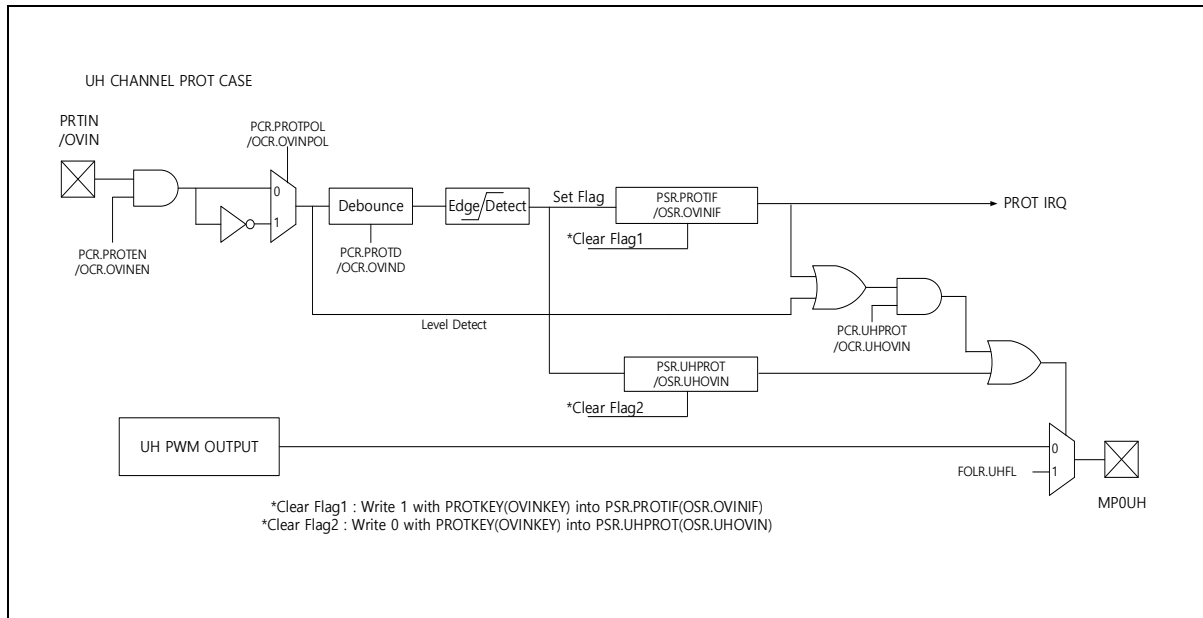 UH CHANNEL PROT CASE
PRTIN
/OVIN
PCR.PROTPOL
/OCR.OVINPOL
PCR.PROTEN
/OCR.OVINEN
0
1
Debounce
PCR.PROTD
/OCR.OVIND
Edge/Detect
Set Flag
PSR.PROTIF
/OSR.OVINIF
*Clear Flag1
PROT IRQ
Level Detect
PCR.UHPROT
/OCR.UHOVIN
PSR.UHPROT
/OSR.UHOVIN
*Clear Flag2
UH PWM OUTPUT
0
FOLR.UHFL
1
MP0UH
*Clear Flag1 : Write 1 with PROTKEY(OVINKEY) into PSR.PROTIF(OSR.OVINIF)
*Clear Flag2 : Write 0 with PROTKEY(OVINKEY) into PSR.UHPROT(OSR.UHOVIN)